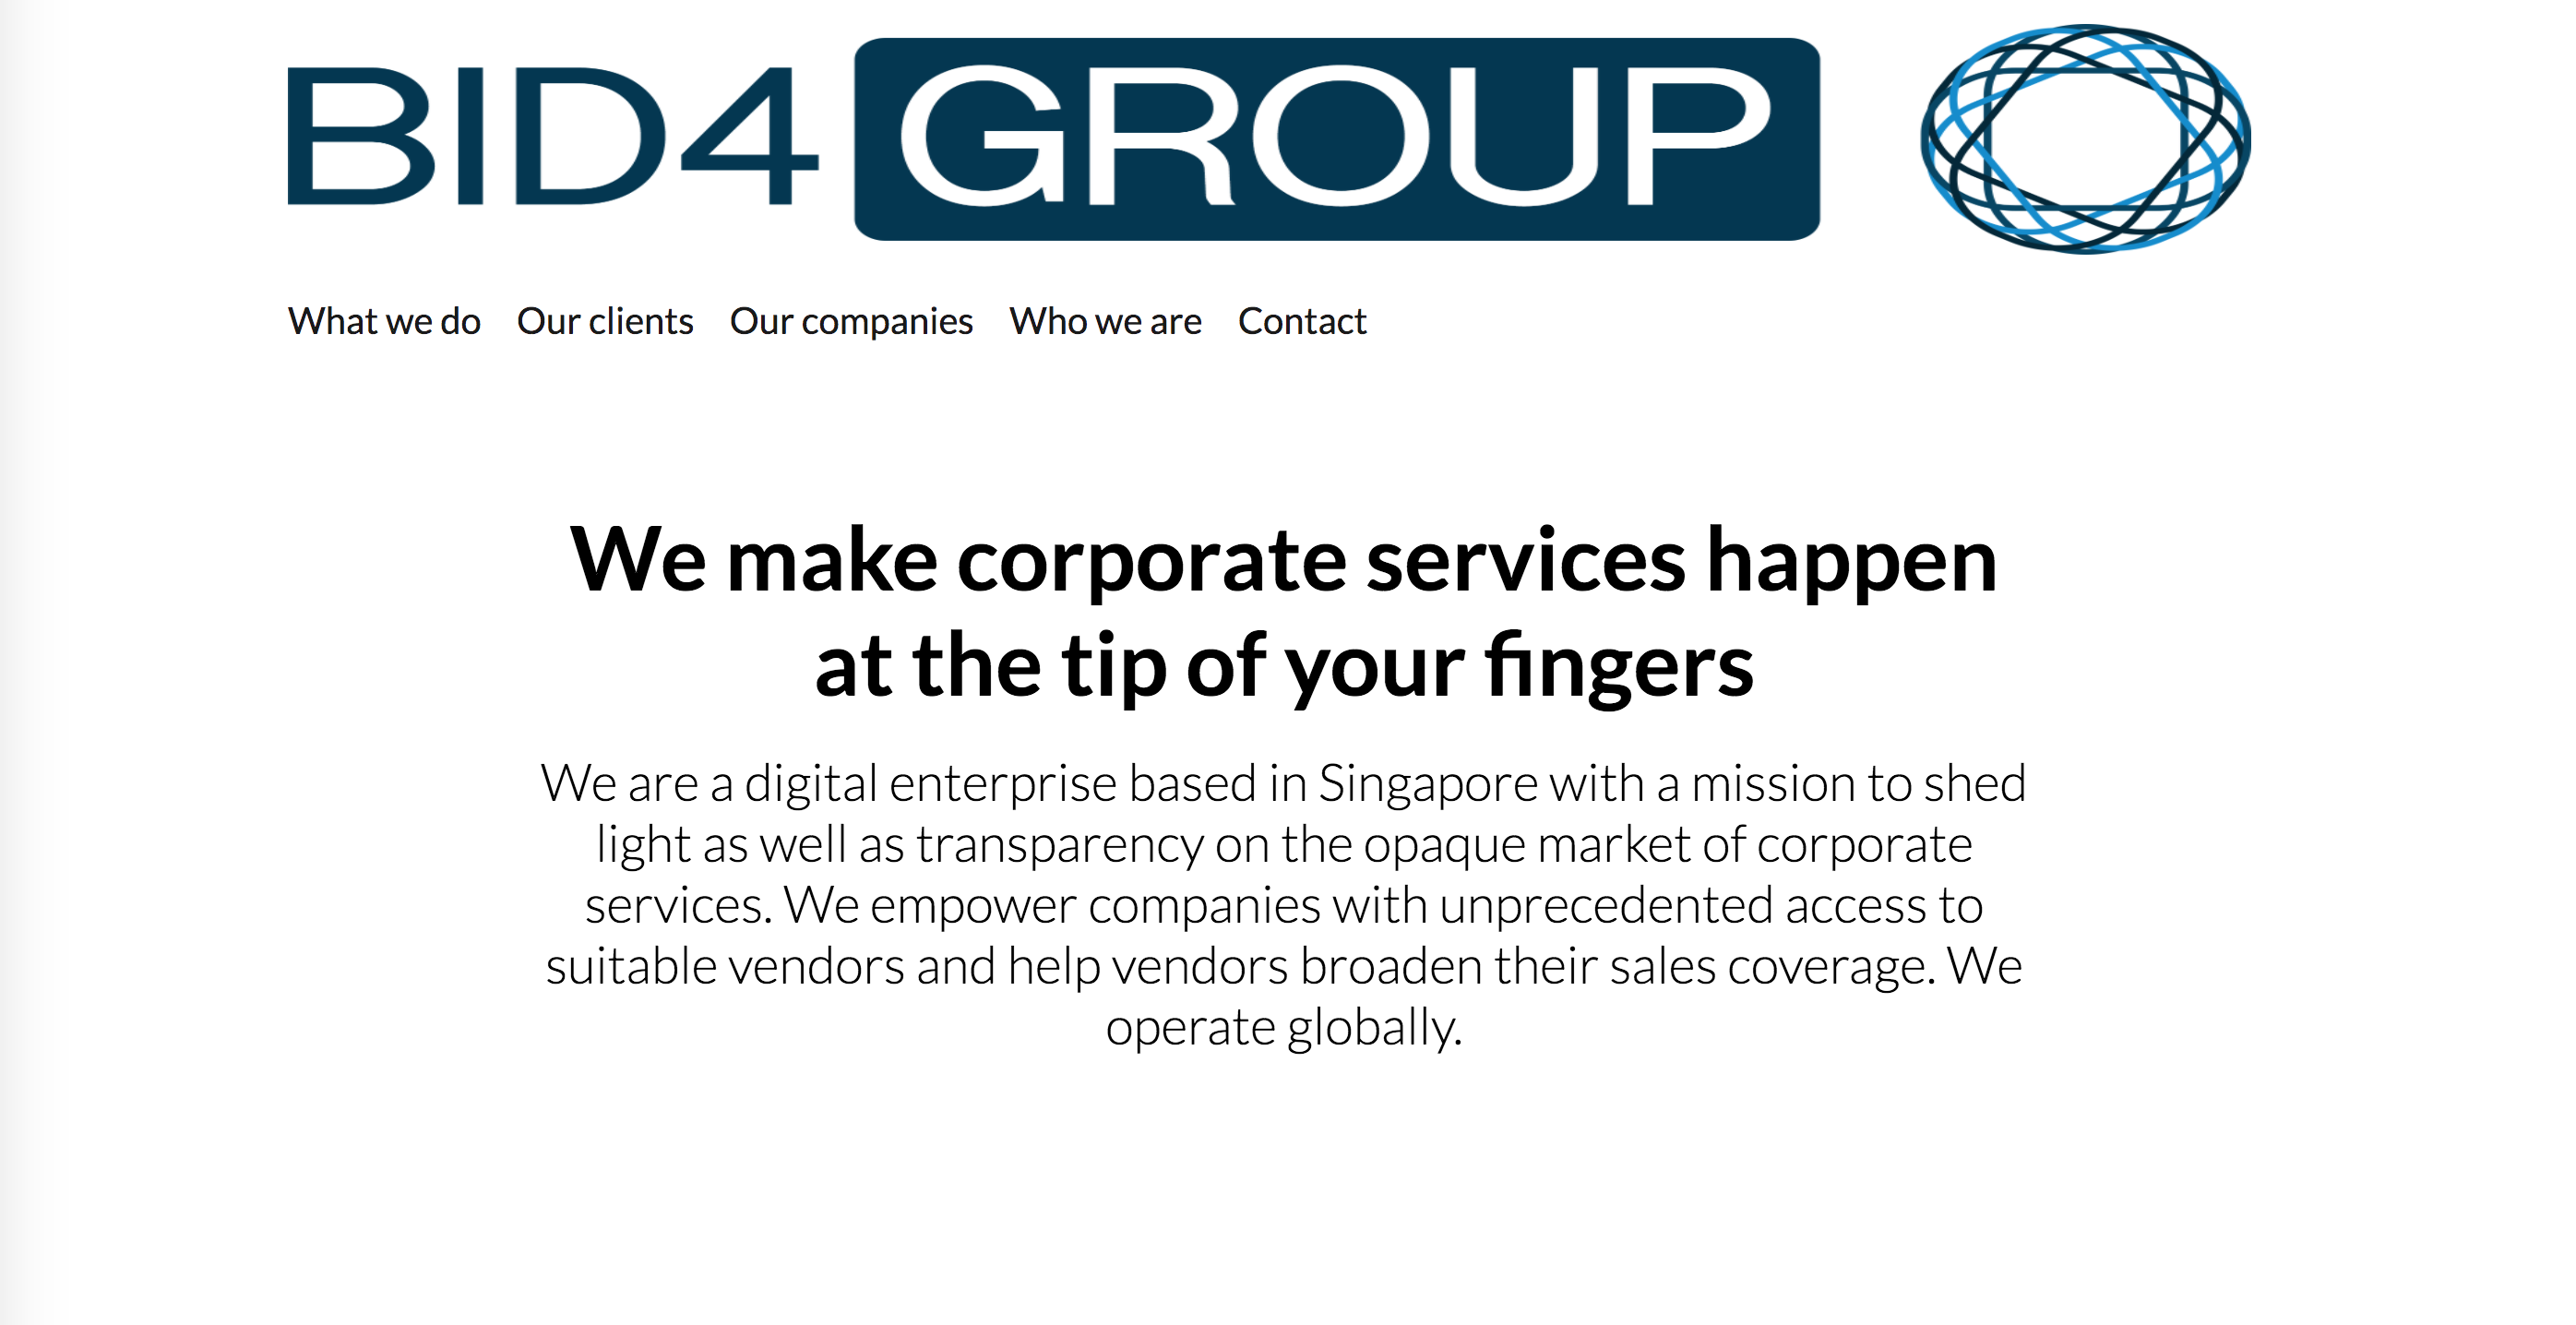 BID4 GROUP
What we do Our clients Our companies Who we are Contact
We make corporate services happen
at the tip of your fingers
We are a digital enterprise based in Singapore with a mission to shed
light as well as transparency on the opaque market of corporate
services. We empower companies with unprecedented access to
suitable vendors and help vendors broaden their sales coverage. We
operate globally.